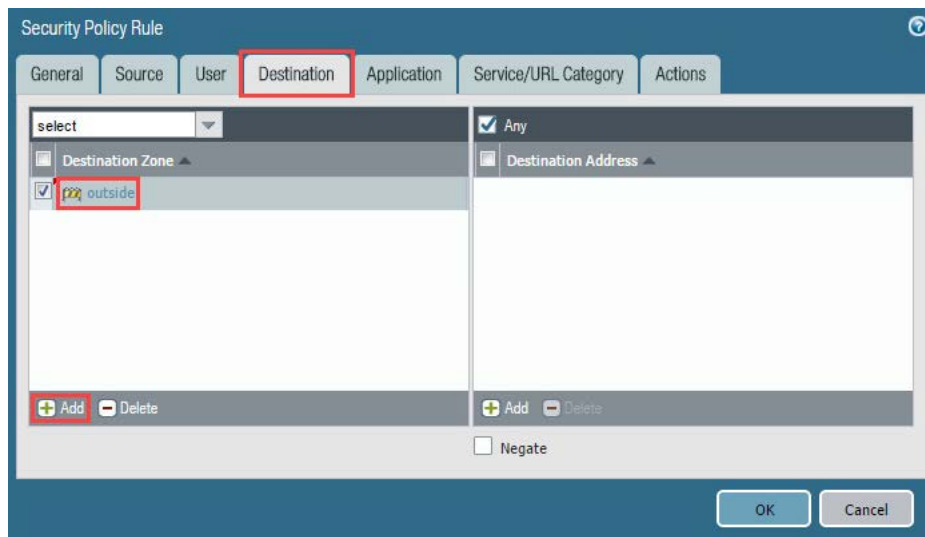 Security Policy Rule
General Source User Destination Application Service/URL Category Actions
select
Any
Destination Zone
Destination Address
outside
Add Delete
Add Delete
Negate
OK Cancel